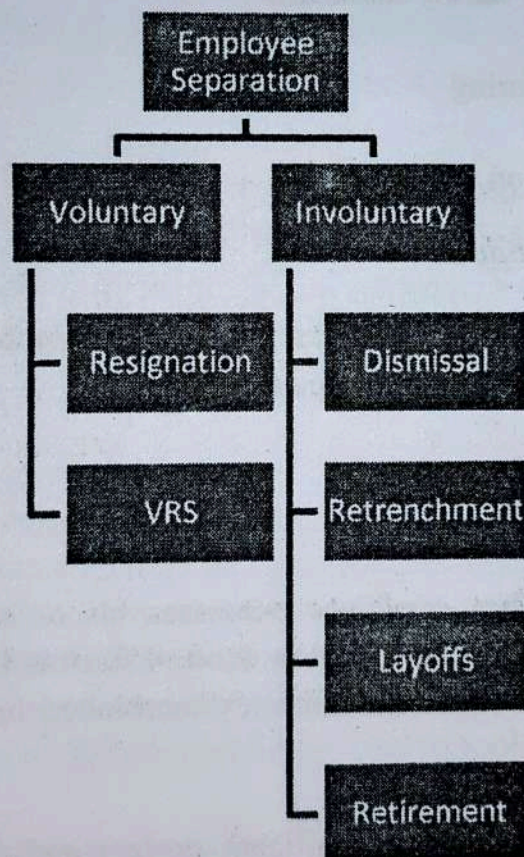 Employee
Separation
Voluntary
Involuntary
Resignation
VRS
Dismissal
Retrenchment
Layoffs
Retirement